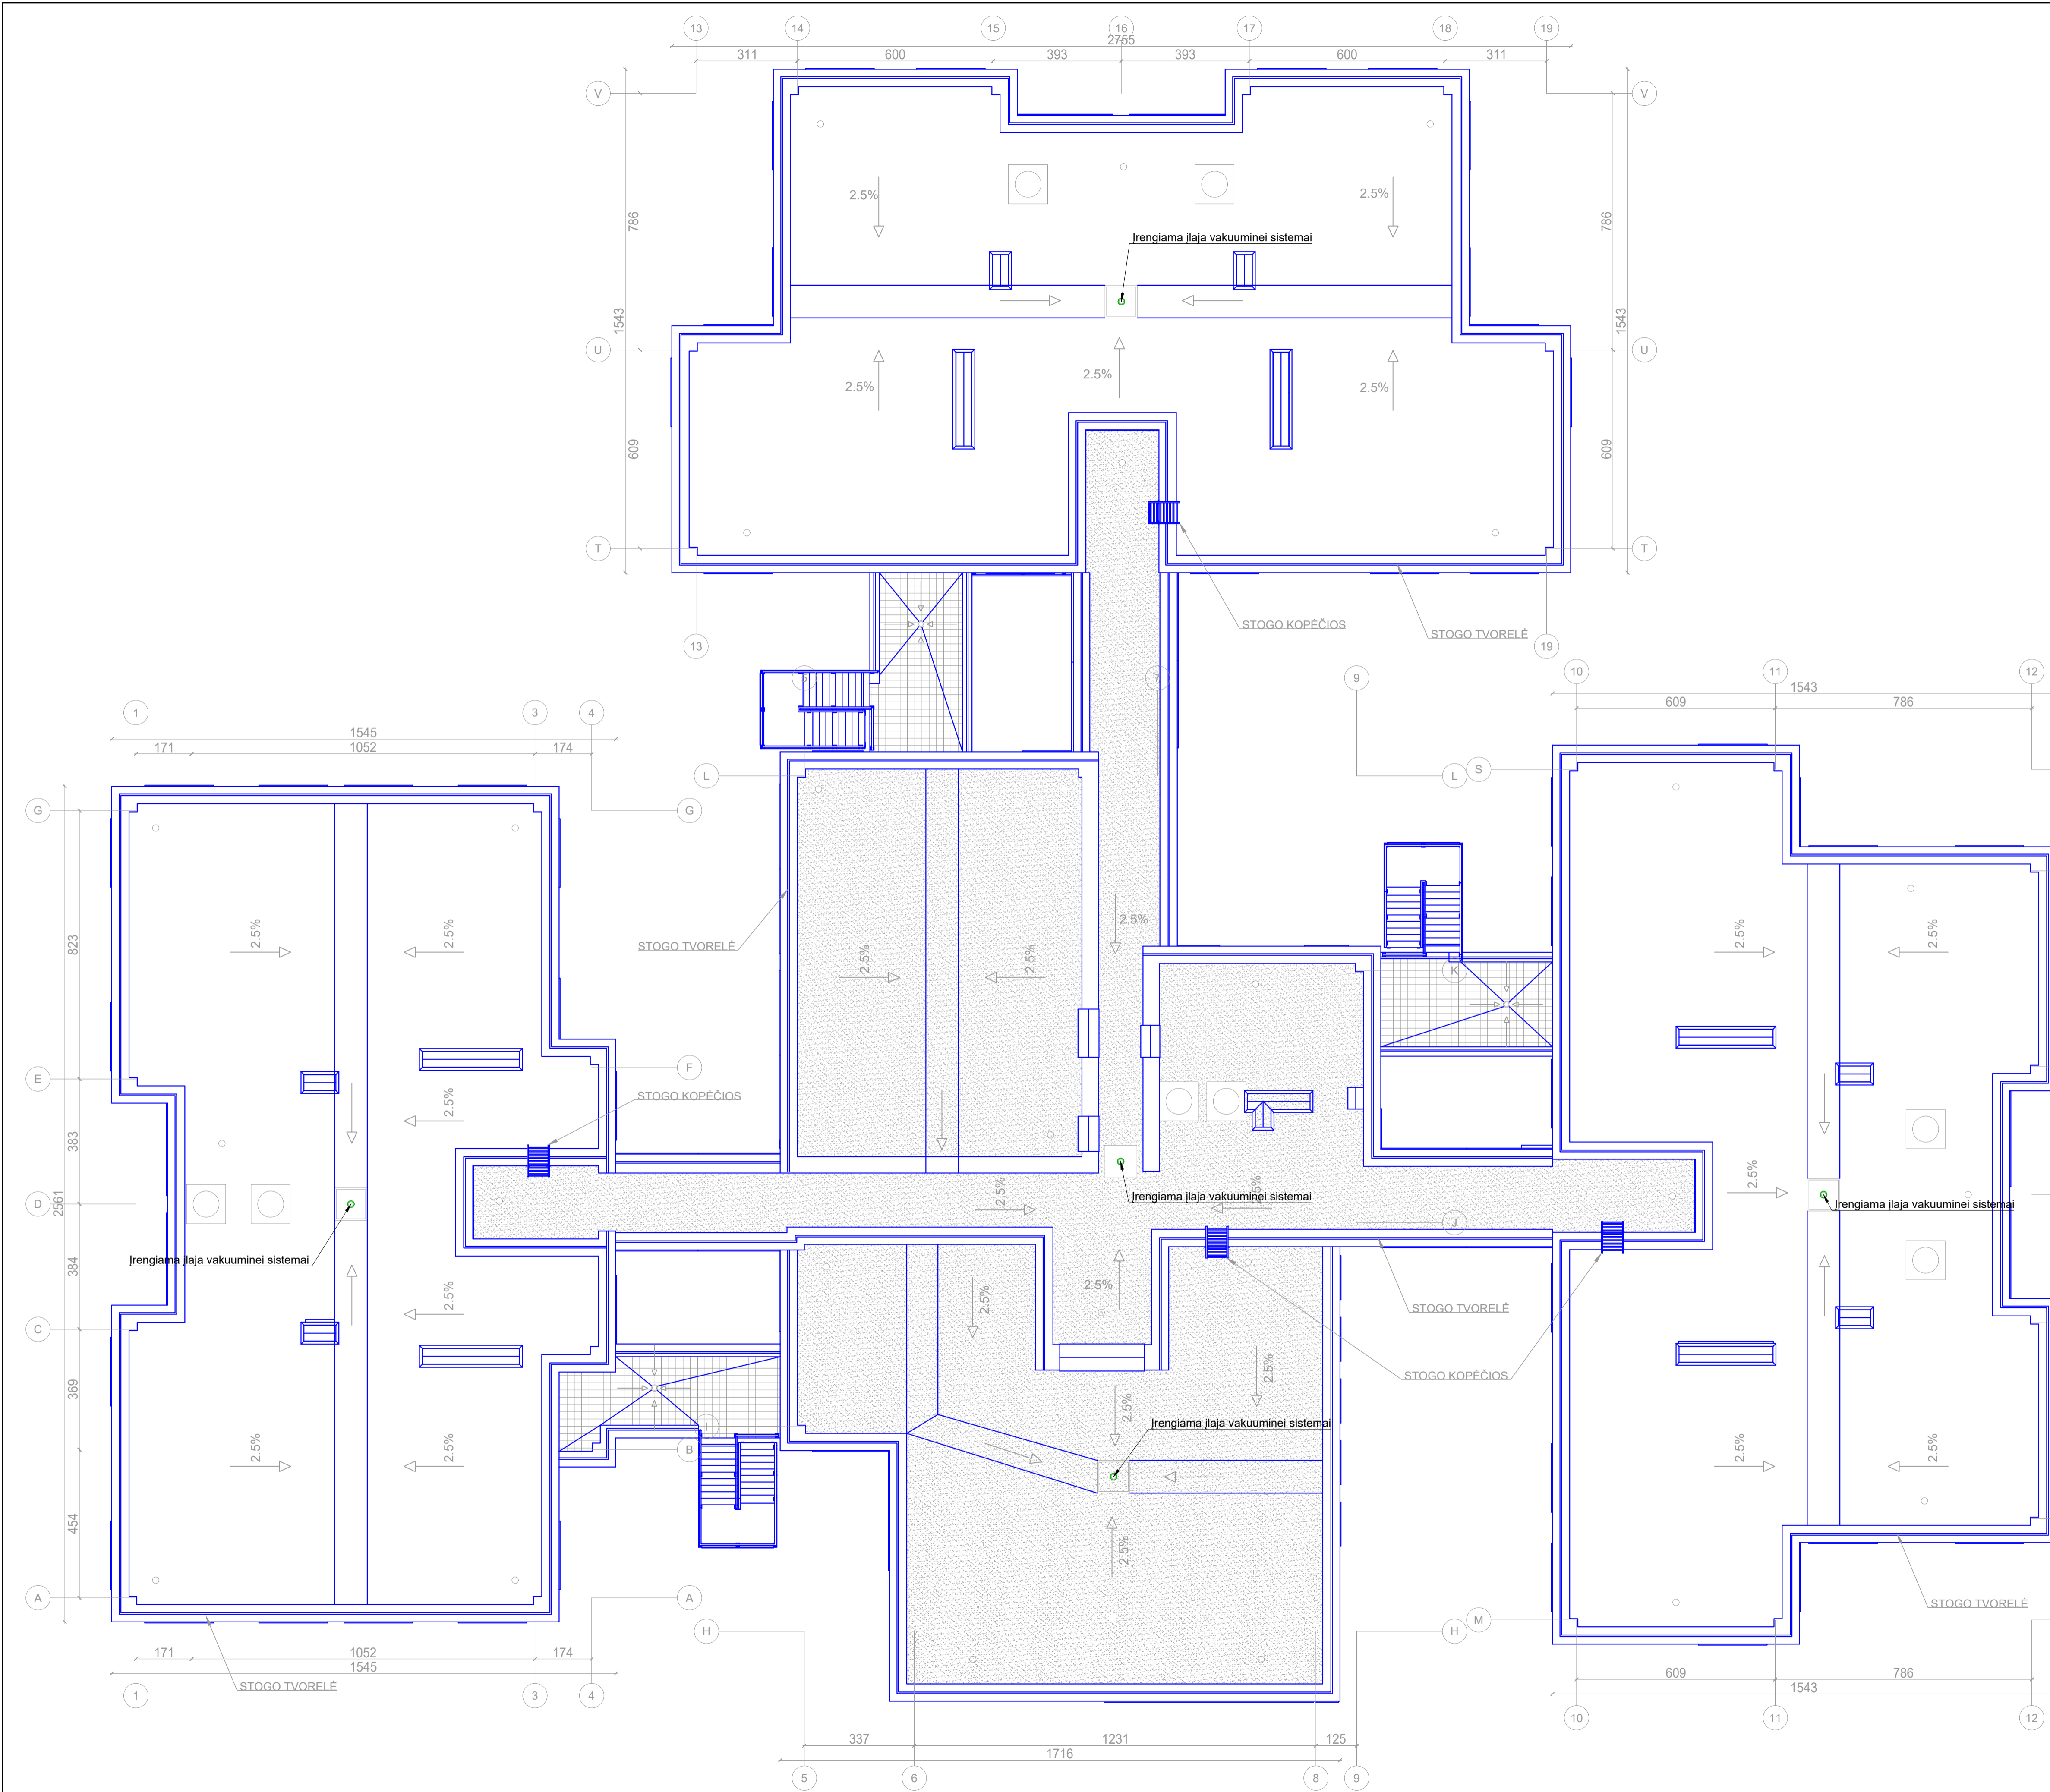 13 14 15 16 17 18 19
2755
311 600 393 393 600 311
V V
786 786
2.5% 2.5%
Įrengiama įlaja vakuuminei sistemai
1543 1543
U U
2.5% 2.5% 2.5%
609 609
T T
STOGO KOPĖČIOS
STOGO TVORELĖ
13 19
5 7 9
10 11 12
1543
609 786
1 3 4
1545
171 1052 174
L L S
G G
823
2.5% 2.5%
STOGO TVORELĖ
2.5%
2.5% 2.5%
K
2.5% 2.5%
E F
STOGO KOPĖČIOS
2.5%
383
2561
D
2.5% 2.5% 2.5%
Įrengiama įlaja vakuuminei sistemai
Įrengiama įlaja vakuuminei sistemai
J
Įrengiama įlaja vakuuminei sistemai
384
2.5% 2.5% 2.5%
STOGO TVORELĖ
C
369
2.5%
STOGO KOPĖČIOS
2.5%
Įrengiama įlaja vakuuminei sistemai
I
B
2.5% 2.5%
2.5% 2.5%
454
2.5%
A A
STOGO TVORELĖ
H H M
171 1052 174
1545
STOGO TVORELĖ
1 3 4
609 786
1543
10 11 12
337 1231 125
1716
5 6 8 9